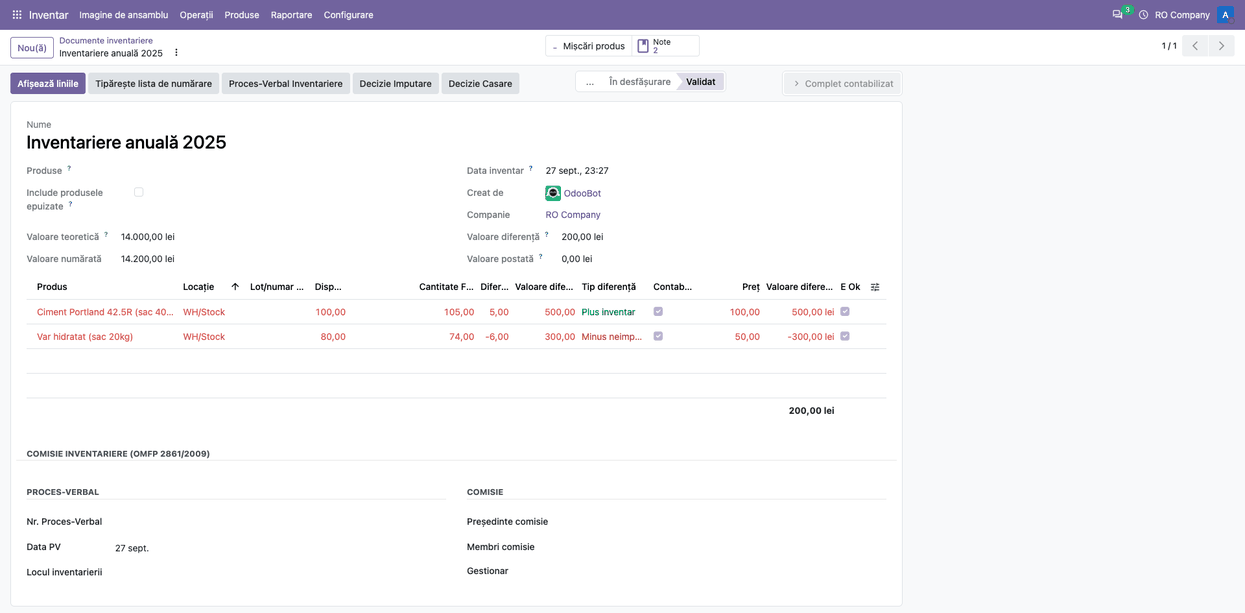 Inventar Imagine de ansamblu Operații Produse Raportare Configurare 3 RO Company A
Nou(ă) Documente inventariere
Inventariere anuală 2025
Mișcări produs Note 2 1 / 1
Afișează liniile Tipărește lista de numărare Proces-Verbal Inventariere Decizie Imputare Decizie Casare ... În desfășurare Validat Complet contabilizat
Nume
Inventariere anuală 2025
Produse ? Data inventar ? 27 sept., 23:27
Include produsele epuizate ? Creat de OdooBot
Companie RO Company
Valoare teoretică ? 14.000,00 lei Valoare diferență ? 200,00 lei
Valoare numărată 14.200,00 lei Valoare postată ? 0,00 lei
Produs Locație Lot/numar ... Disp... Cantitate F... Difer... Valoare dife... Tip diferență Contab... Preț Valoare difere... E Ok
Ciment Portland 42.5R (sac 40... WH/Stock 100,00 105,00 5,00 500,00 Plus inventar 100,00 500,00 lei
Var hidratat (sac 20kg) WH/Stock 80,00 74,00 -6,00 300,00 Minus neimp... 50,00 -300,00 lei
200,00 lei
COMISIE INVENTARIERE (OMFP 2861/2009)
PROCES-VERBAL COMISIE
Nr. Proces-Verbal Președinte comisie
Data PV 27 sept. Membri comisie
Locul inventarierii Gestionar